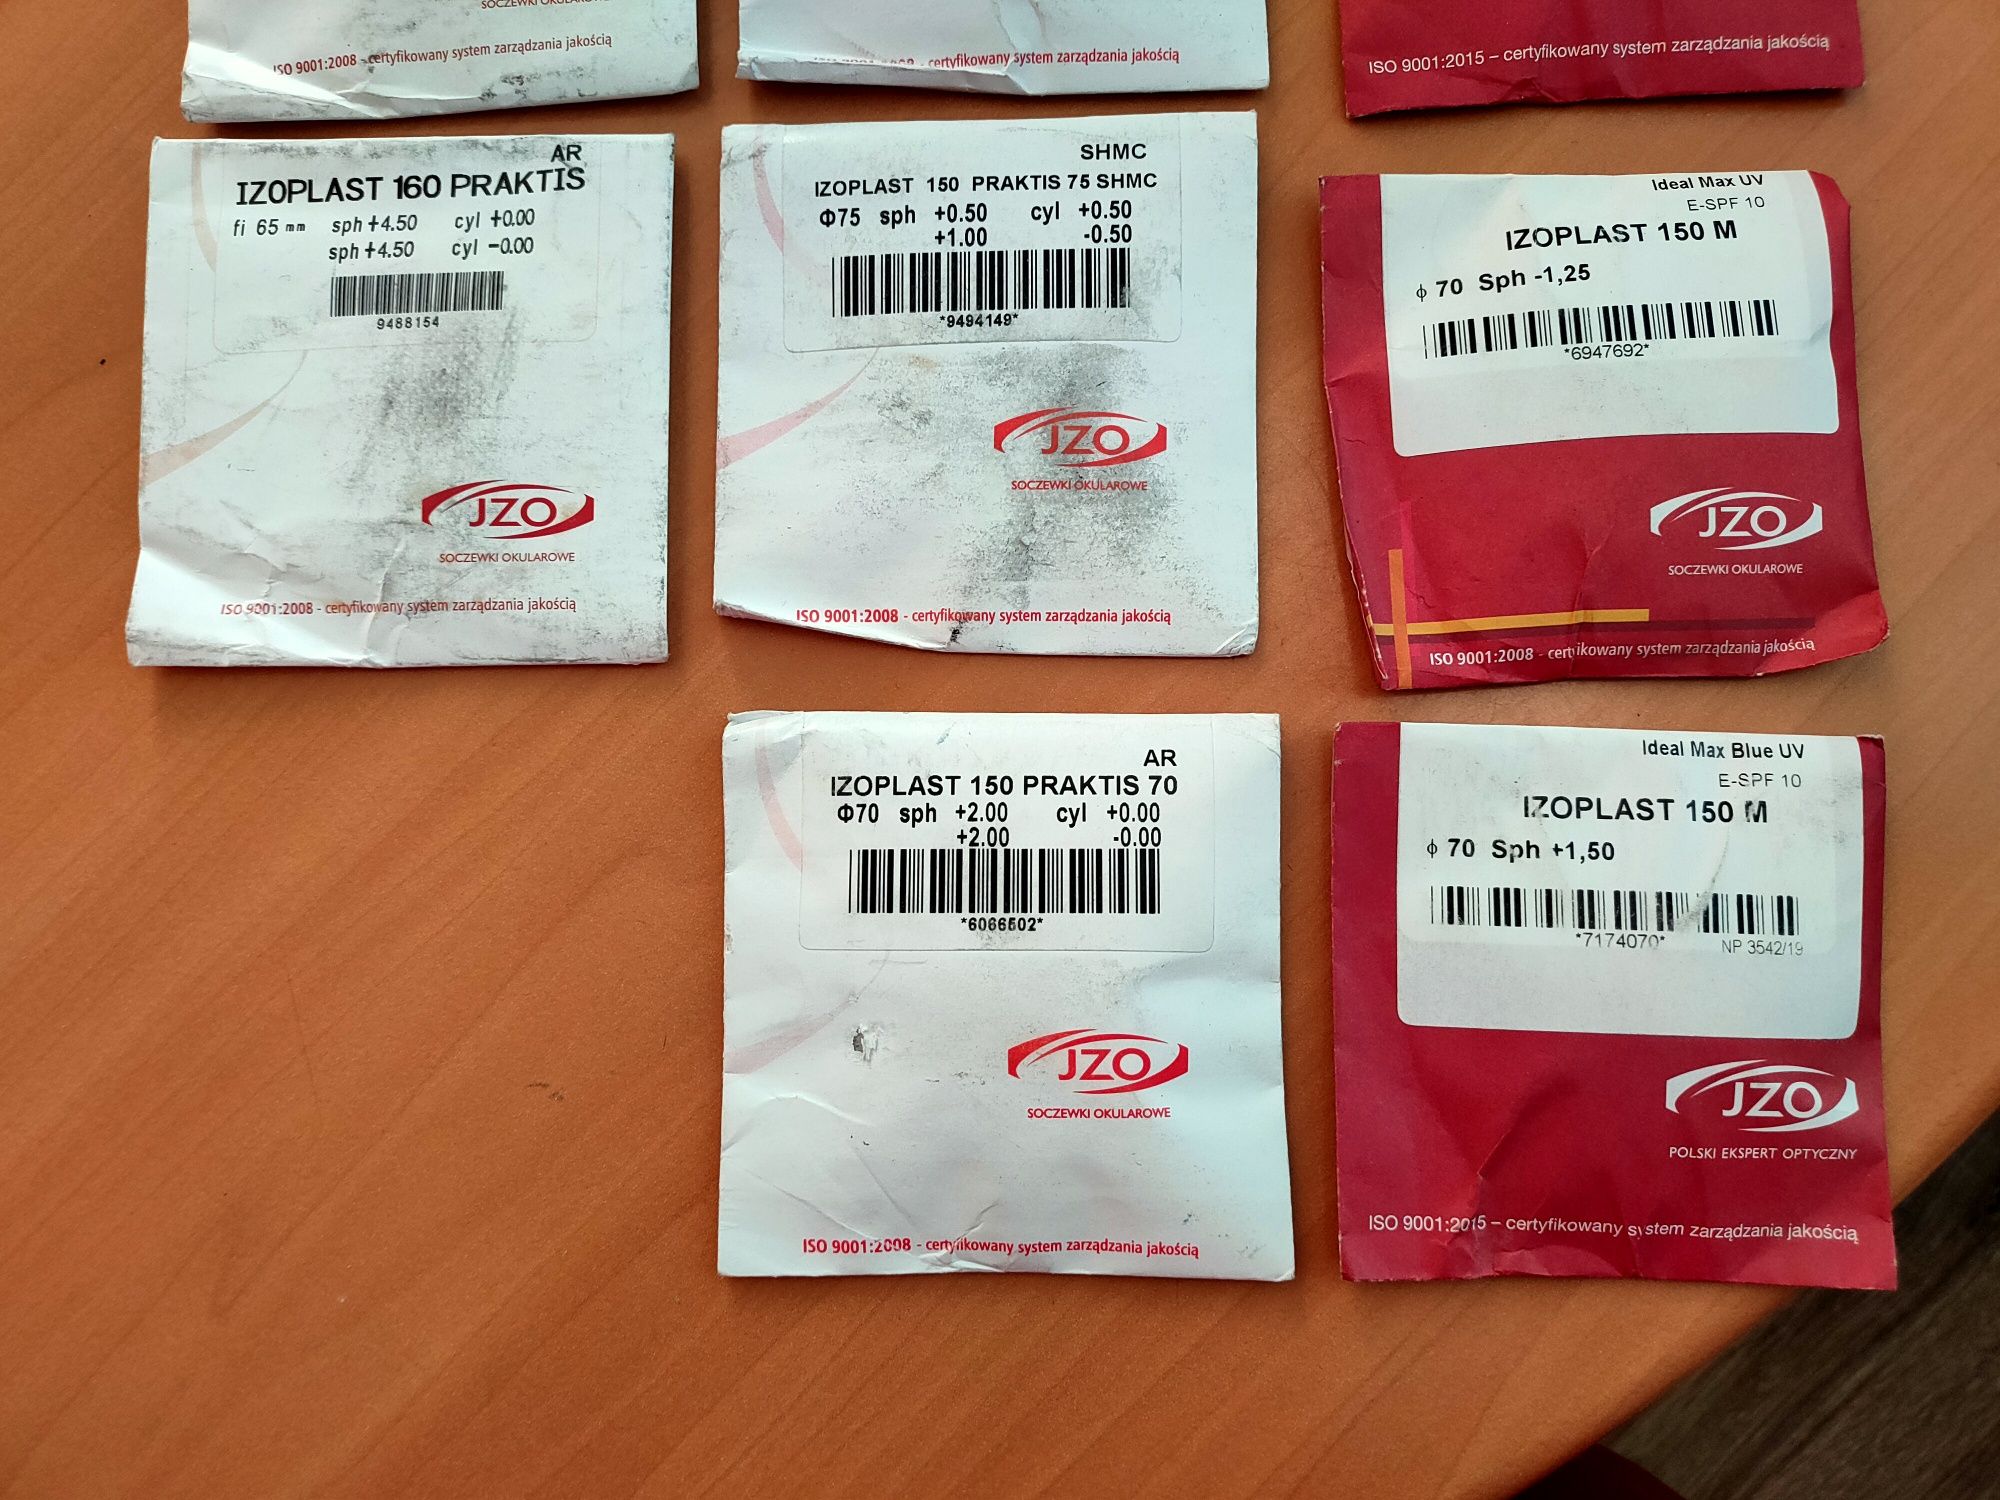 ISO 9001:2008 - certyfikowany system zarządzania jakością
certyfikowany system zarządzania jakością
ISO 9001:2015 – certyfikowany system zarządzania jakością
AR
IZOPLAST 160 PRAKTIS
fi 65 mm sph +4.50 cyl +0.00
sph +4.50 cyl -0.00
9488154
JZO
SOCZEWKI OKULAROWE
ISO 9001:2008 - certyfikowany system zarządzania jakością
SHMC
IZOPLAST 150 PRAKTIS 75 SHMC
Φ75 sph +0.50 cyl +0.50
+1.00 -0.50
*9494149*
JZO
SOCZEWKI OKULAROWE
ISO 9001:2008 - certyfikowany system zarządzania jakością
Ideal Max UV
E-SPF 10
IZOPLAST 150 M
ϕ 70 Sph -1,25
*6947692*
JZO
SOCZEWKI OKULAROWE
ISO 9001:2008 - certyfikowany system zarządzania jakością
AR
IZOPLAST 150 PRAKTIS 70
Φ70 sph +2.00 cyl +0.00
+2.00 -0.00
*6066502*
JZO
SOCZEWKI OKULAROWE
ISO 9001:2008 - certyfikowany system zarządzania jakością
Ideal Max Blue UV
E-SPF 10
IZOPLAST 150 M
ϕ 70 Sph +1,50
*7174070* NP 3542/19
JZO
POLSKI EKSPERT OPTYCZNY
ISO 9001:2015 – certyfikowany system zarządzania jakością